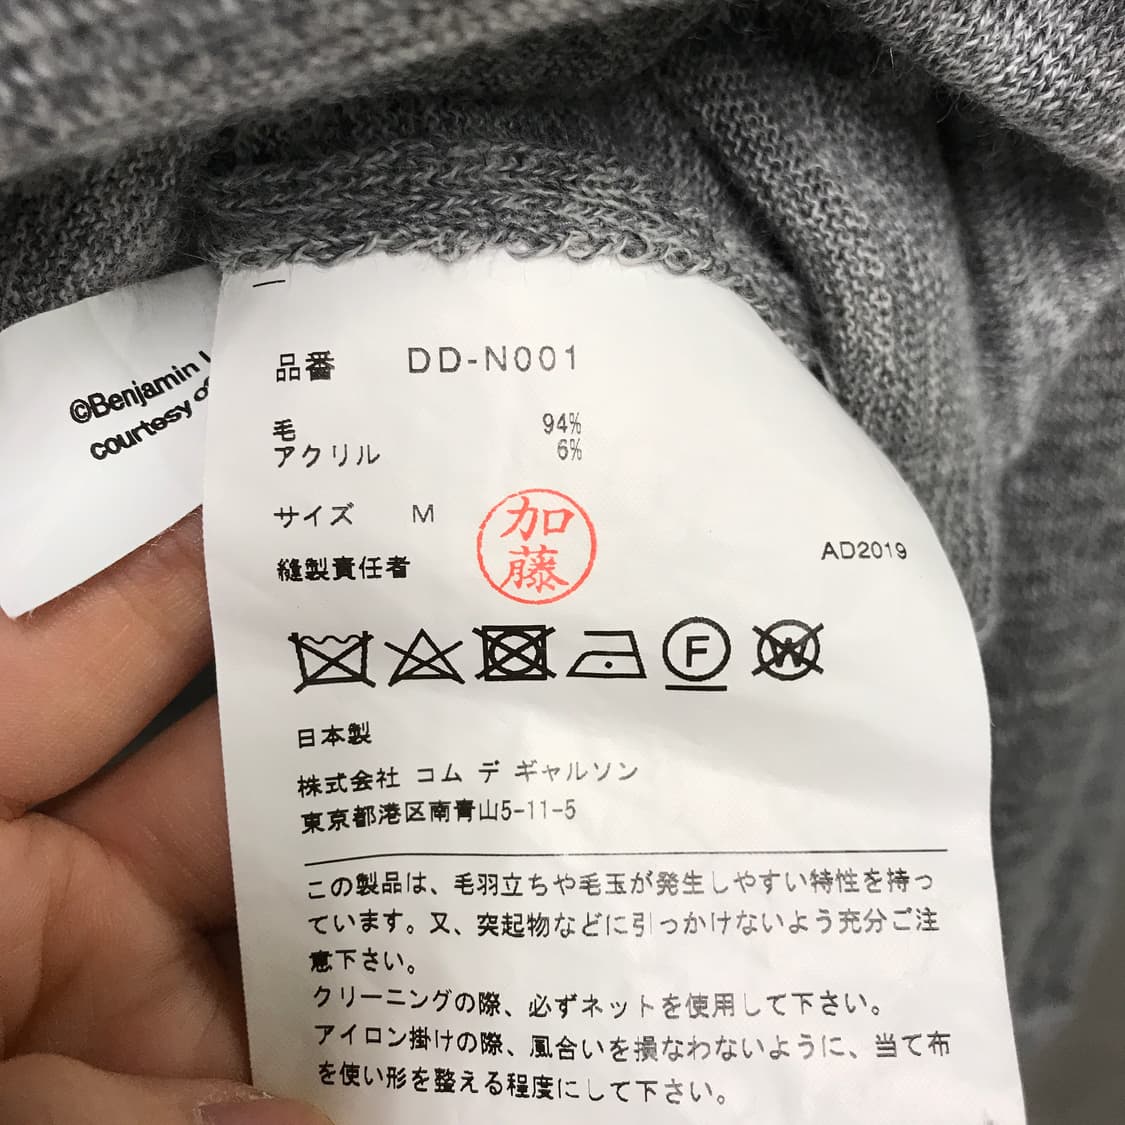 ©Benjamin
courtesy of
品番 DD-N001
毛 94%
アクリル 6%
サイズ M
加藤
縫製責任者
AD2019
F
W
日本製
株式会社 コム デ ギャルソン
東京都港区南青山5-11-5
この製品は、毛羽立ちや毛玉が発生しやすい特性を持っ
ています。又、突起物などに引っかけないよう充分ご注
意下さい。
クリーニングの際、必ずネットを使用して下さい。
アイロン掛けの際、風合いを損なわないように、当て布
を使い形を整える程度にして下さい。